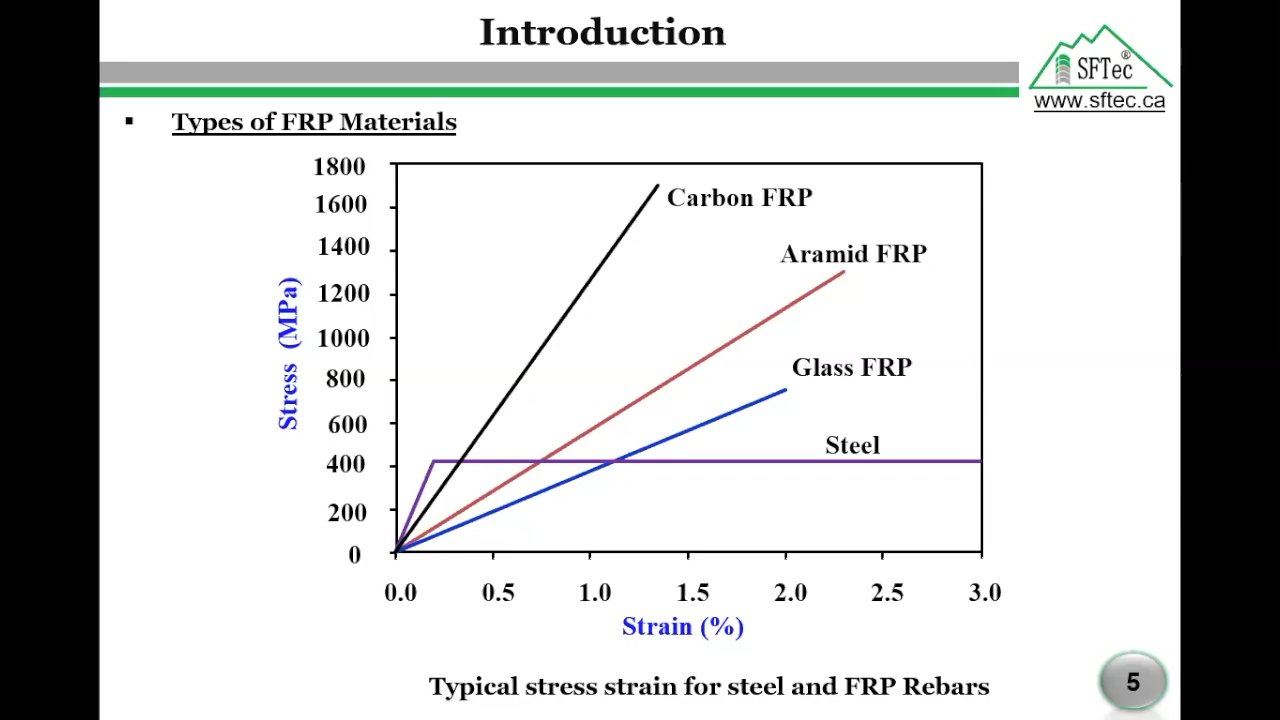 Introduction
SFTec®
www.sftec.ca
▪ Types of FRP Materials
1800
1600
1400
1200
1000
800
600
400
200
0
Stress (MPa)
Carbon FRP
Aramid FRP
Glass FRP
Steel
0.0 0.5 1.0 1.5 2.0 2.5 3.0
Strain (%)
Typical stress strain for steel and FRP Rebars
5